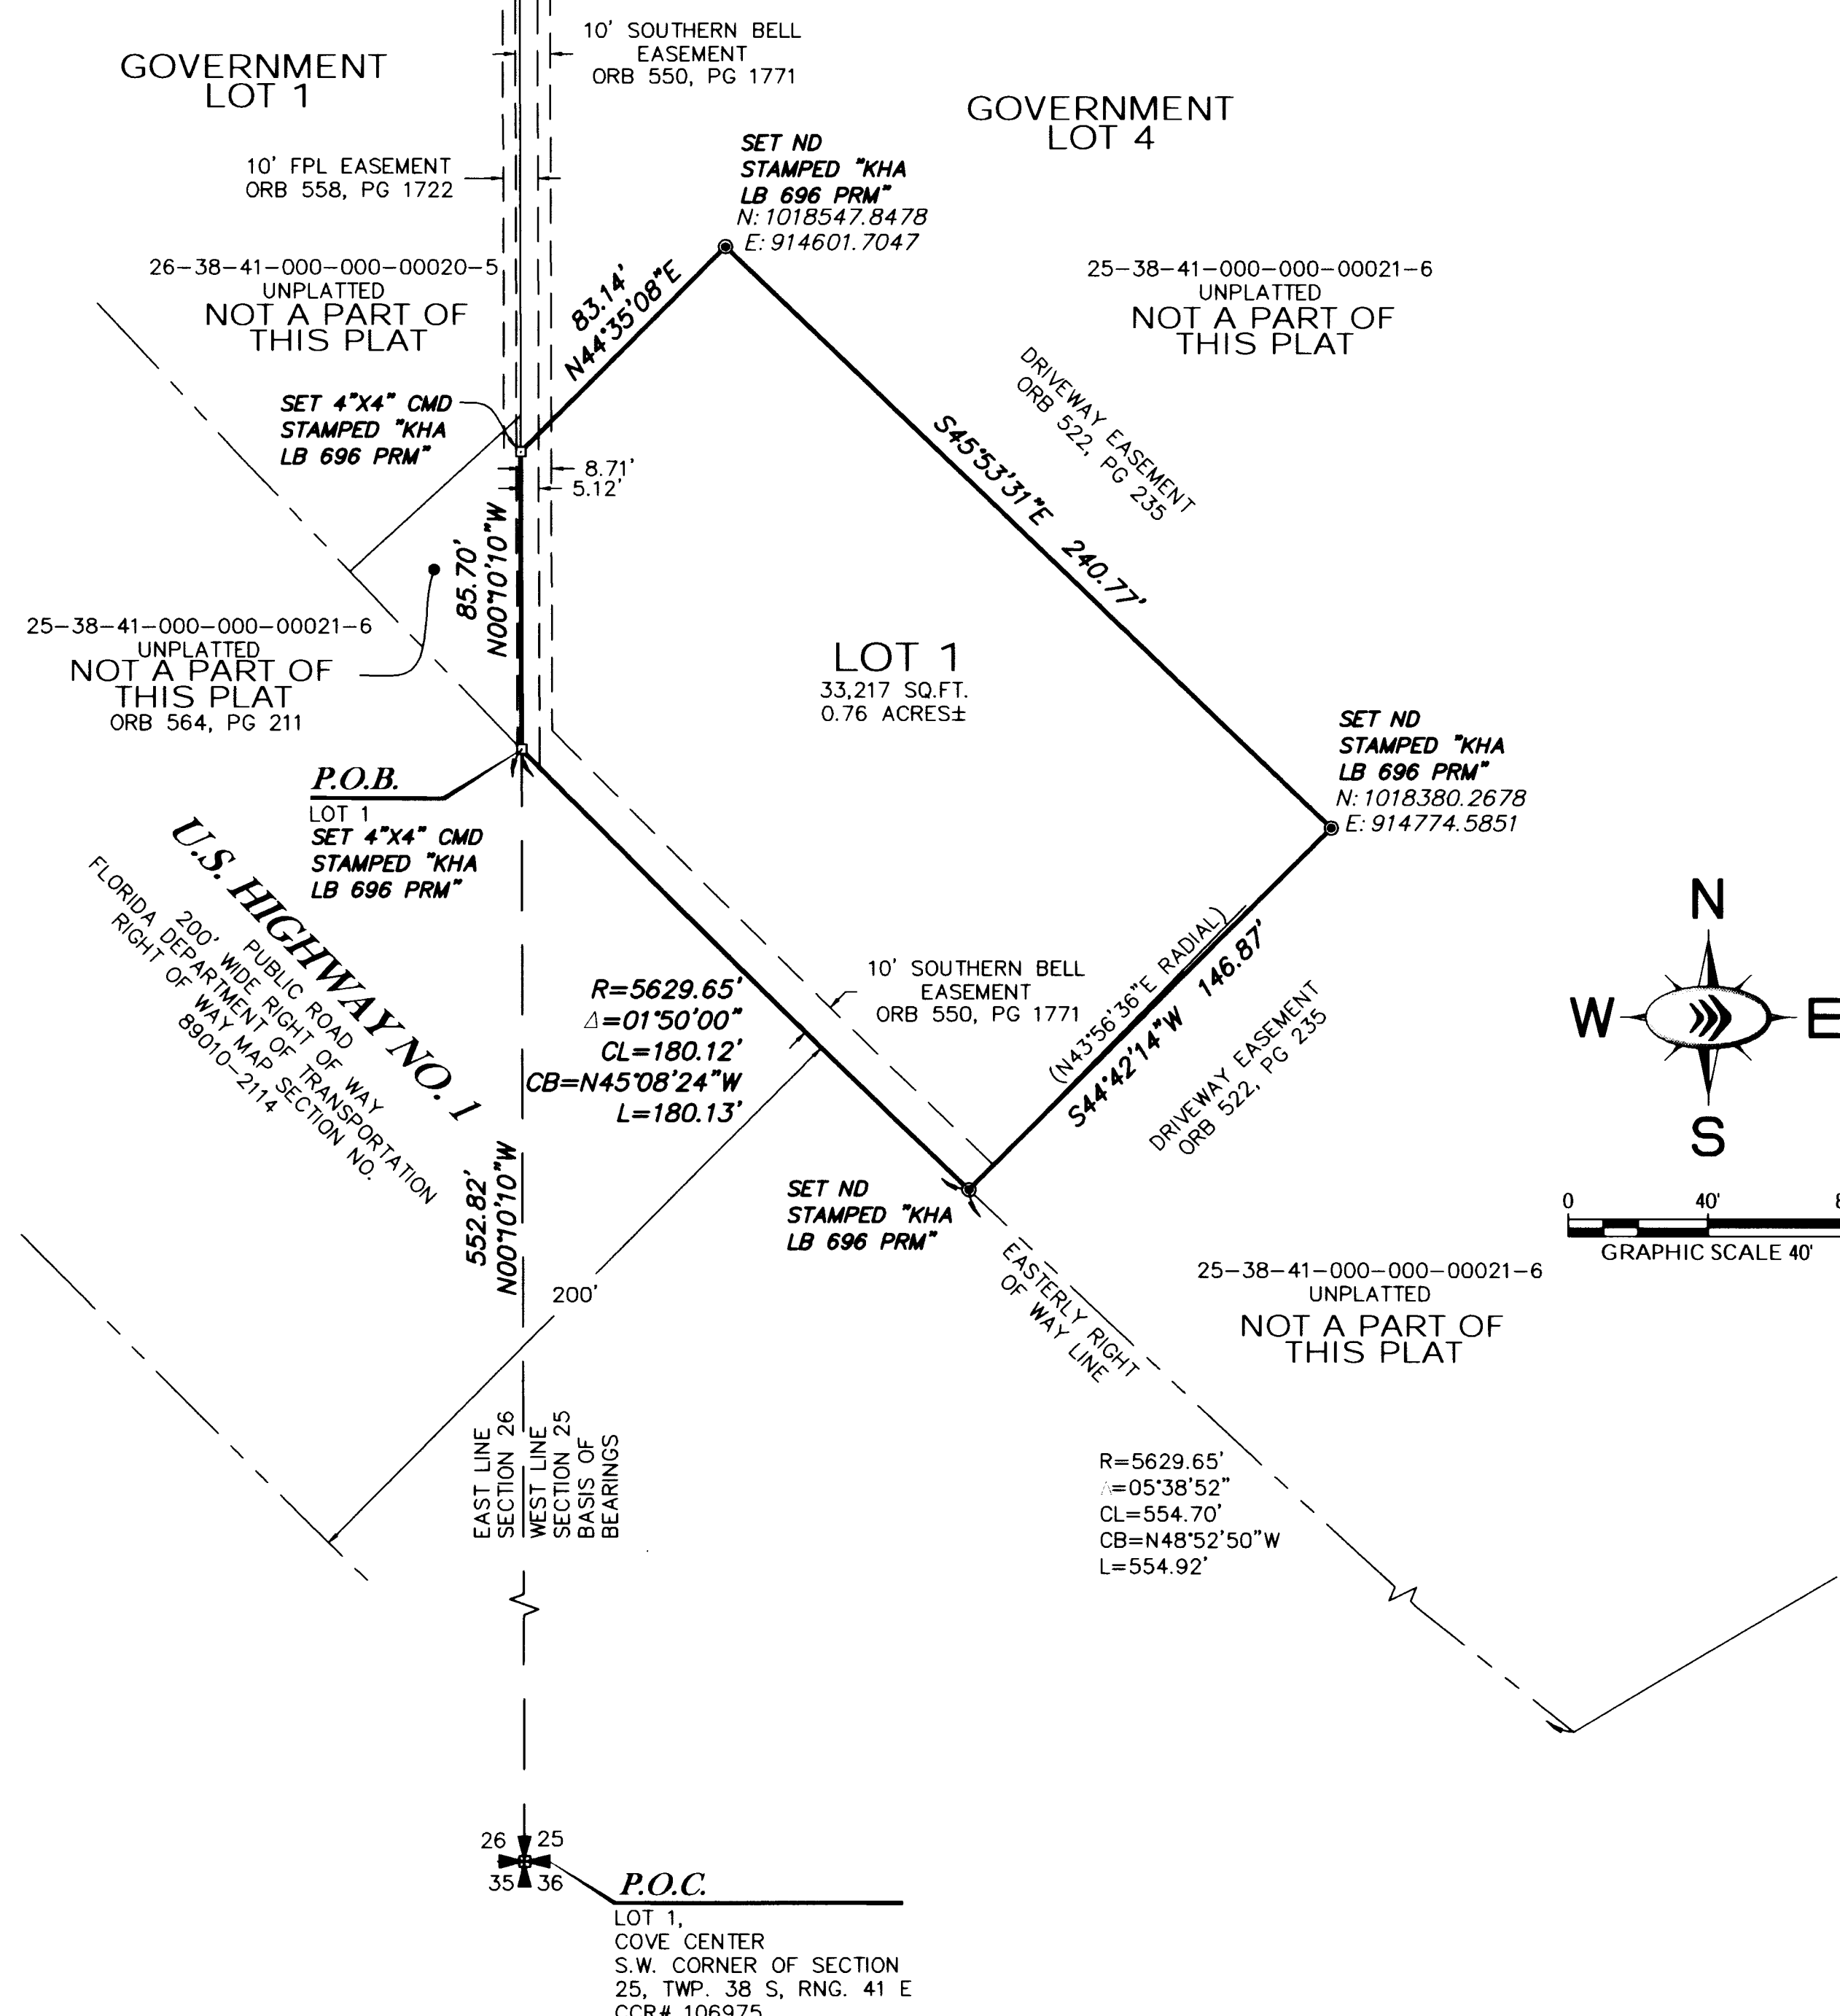 10' SOUTHERN BELL
EASEMENT
ORB 550, PG 1771
GOVERNMENT
LOT 1
GOVERNMENT
LOT 4
SET ND
STAMPED "KHA
LB 696 PRM"
N: 1018547.8478
E: 914601.7047
10' FPL EASEMENT
ORB 558, PG 1722
26-38-41-000-000-00020-5
UNPLATTED
NOT A PART OF
THIS PLAT
25-38-41-000-000-00021-6
UNPLATTED
NOT A PART OF
THIS PLAT
83.14'
N44°35'08"E
DRIVEWAY EASEMENT
ORB 522, PG 235
SET 4"X4" CMD
STAMPED "KHA
LB 696 PRM"
S45°53'31"E 240.77'
8.71'
5.12'
85.70'
N00°10'10"W
25-38-41-000-000-00021-6
UNPLATTED
NOT A PART OF
THIS PLAT
ORB 564, PG 211
LOT 1
33,217 SQ.FT.
0.76 ACRES±
SET ND
STAMPED "KHA
LB 696 PRM"
N: 1018380.2678
E: 914774.5851
P.O.B.
LOT 1
SET 4"X4" CMD
STAMPED "KHA
LB 696 PRM"
U.S. HIGHWAY NO. 1
PUBLIC ROAD
200' WIDE RIGHT OF WAY
FLORIDA DEPARTMENT OF TRANSPORTATION
RIGHT OF WAY MAP SECTION NO.
89010-2114
R=5629.65'
Δ=01°50'00"
CL=180.12'
CB=N45°08'24"W
L=180.13'
10' SOUTHERN BELL
EASEMENT
ORB 550, PG 1771
(N43°56'36"E RADIAL)
S44°42'14"W 146.87'
DRIVEWAY EASEMENT
ORB 522, PG 235
N
W
E
S
0 40' 8
GRAPHIC SCALE 40'
552.82'
N00°10'10"W
200'
SET ND
STAMPED "KHA
LB 696 PRM"
EASTERLY RIGHT
OF WAY LINE
25-38-41-000-000-00021-6
UNPLATTED
NOT A PART OF
THIS PLAT
EAST LINE
SECTION 26
WEST LINE
SECTION 25
BASIS OF
BEARINGS
R=5629.65'
Δ=05°38'52"
CL=554.70'
CB=N48°52'50"W
L=554.92'
26 25
35 36
P.O.C.
LOT 1,
COVE CENTER
S.W. CORNER OF SECTION
25, TWP. 38 S, RNG. 41 E
CCR# 106975